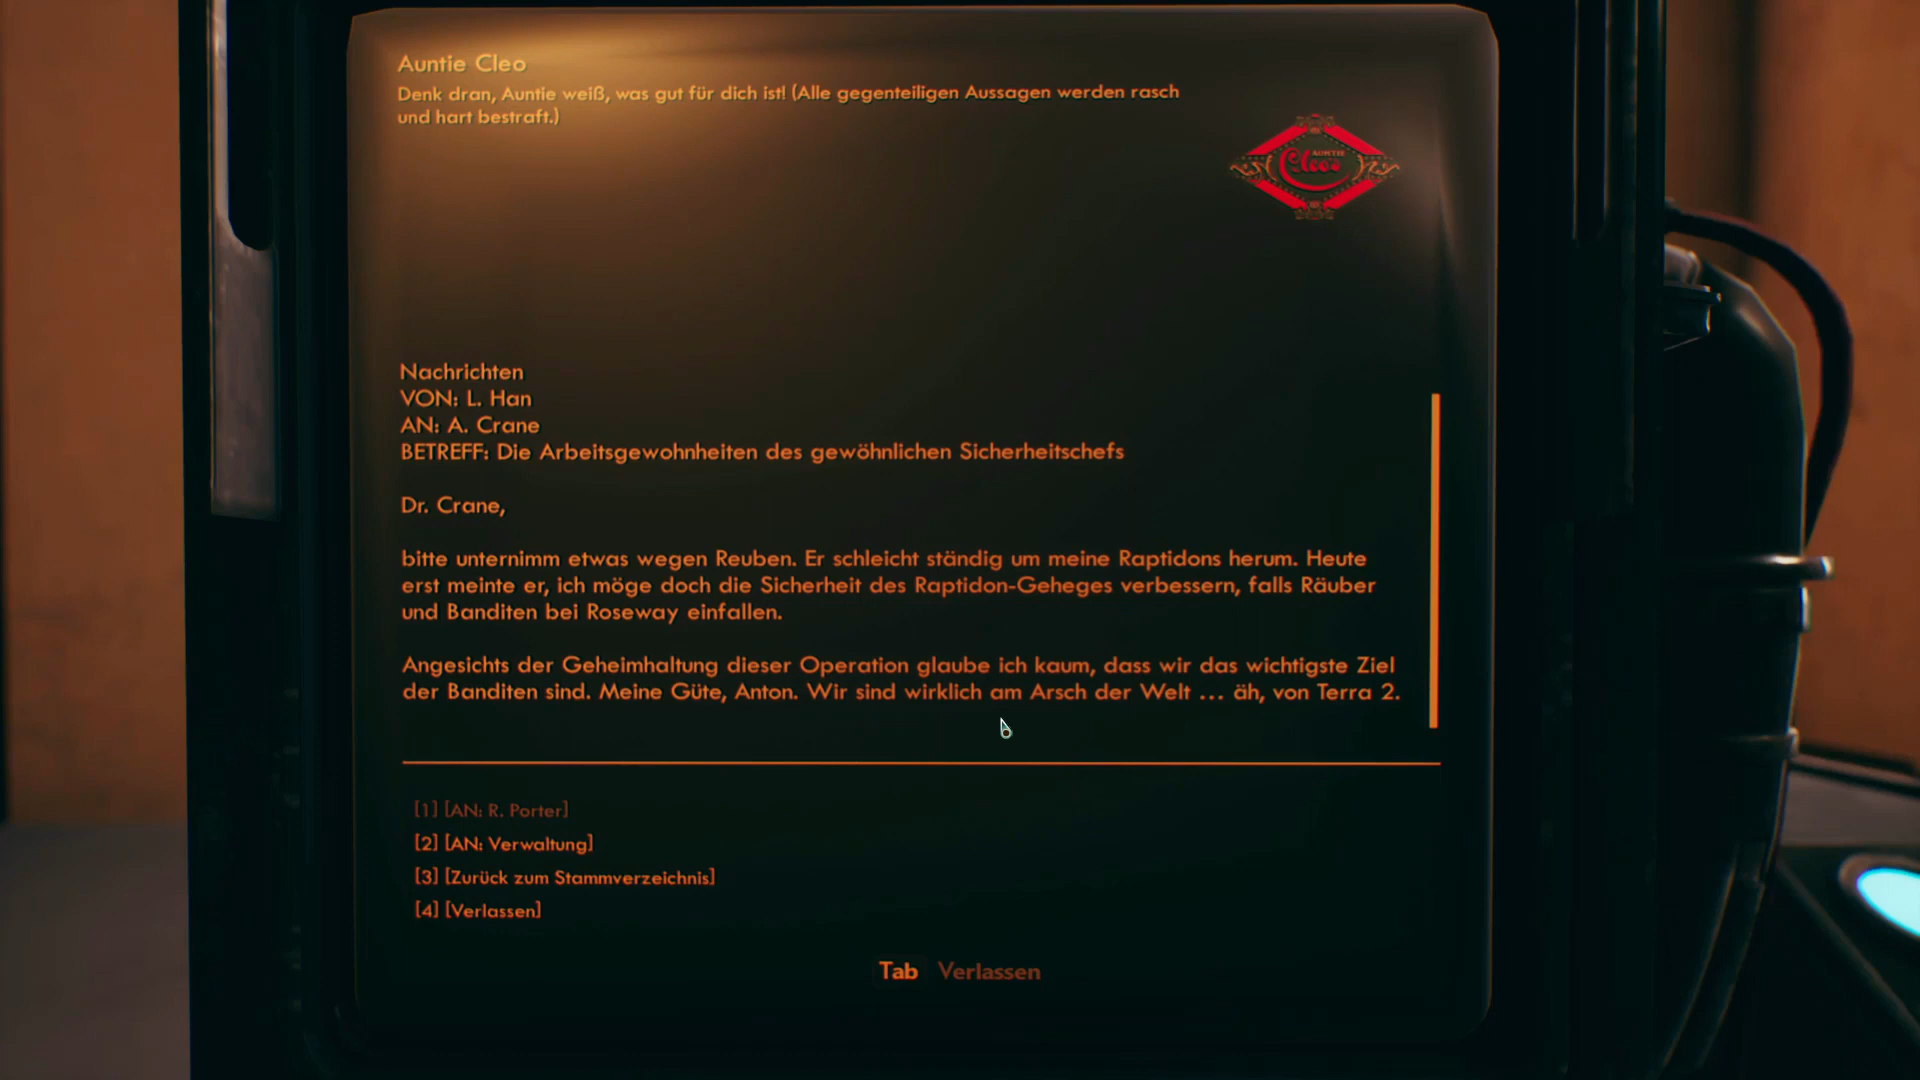 Auntie Cleo
Denk dran, Auntie weiß, was gut für dich ist! (Alle gegenteiligen Aussagen werden rasch
und hart bestraft.)
AUNTIE
Cleo's
Nachrichten
VON: L. Han
AN: A. Crane
BETREFF: Die Arbeitsgewohnheiten des gewöhnlichen Sicherheitschefs
Dr. Crane,
bitte unternimm etwas wegen Reuben. Er schleicht ständig um meine Raptidons herum. Heute
erst meinte er, ich möge doch die Sicherheit des Raptidon-Geheges verbessern, falls Räuber
und Banditen bei Roseway einfallen.
Angesichts der Geheimhaltung dieser Operation glaube ich kaum, dass wir das wichtigste Ziel
der Banditen sind. Meine Güte, Anton. Wir sind wirklich am Arsch der Welt ... äh, von Terra 2.
[1] [AN: R. Porter]
[2] [AN: Verwaltung]
[3] [Zurück zum Stammverzeichnis]
[4] [Verlassen]
Tab Verlassen